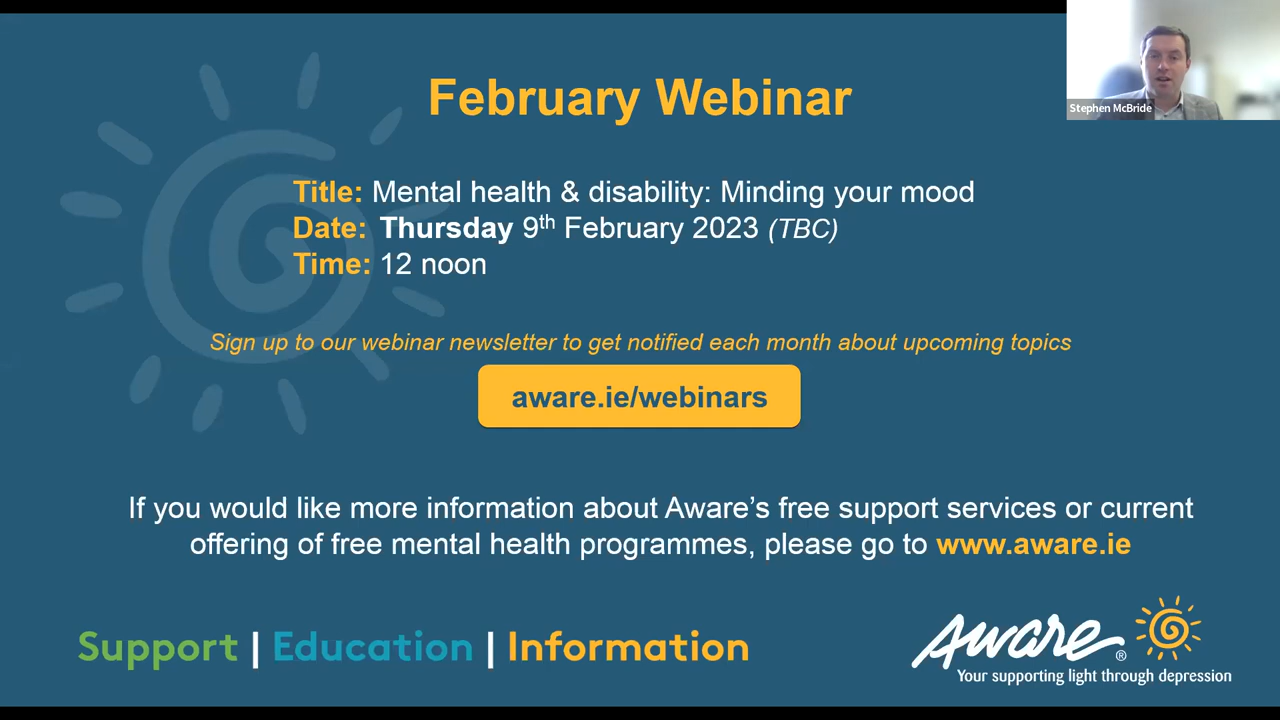 February Webinar
Stephen McBride
Title: Mental health & disability: Minding your mood
Date: Thursday 9th February 2023 (TBC)
Time: 12 noon
Sign up to our webinar newsletter to get notified each month about upcoming topics
aware.ie/webinars
If you would like more information about Aware’s free support services or current
offering of free mental health programmes, please go to www.aware.ie
Support | Education | Information
Aware ®
Your supporting light through depression